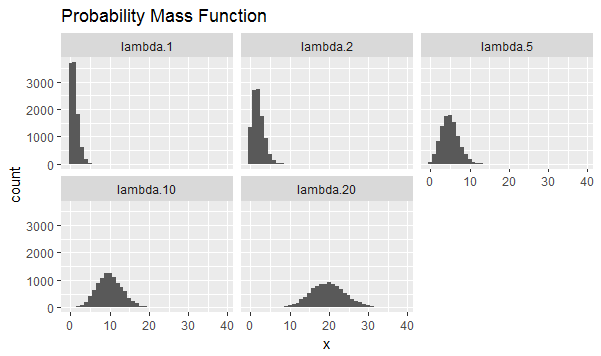 Probability Mass Function
lambda.1 lambda.2 lambda.5
3000
2000
1000
0
0 10 20 30 40
lambda.10 lambda.20
3000
2000
1000
0
0 10 20 30 40 0 10 20 30 40
count
x